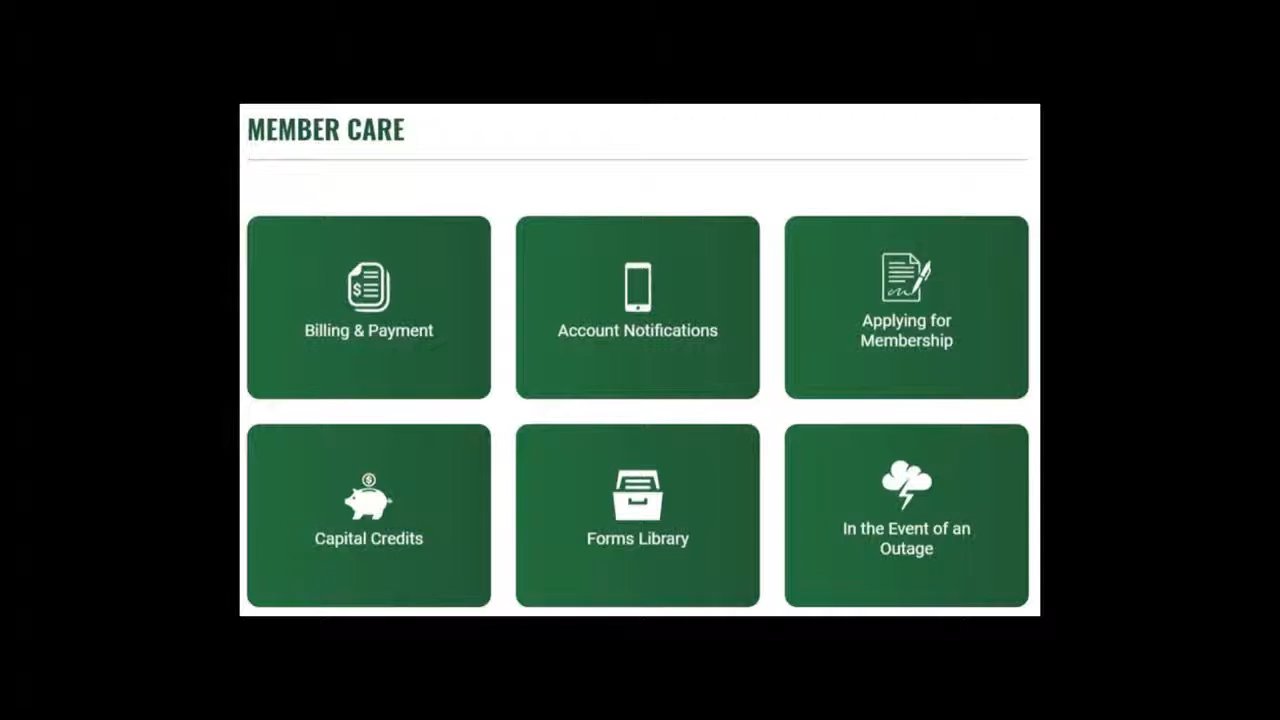 MEMBER CARE
Billing & Payment
Account Notifications
Applying for
Membership
Capital Credits
Forms Library
In the Event of an
Outage